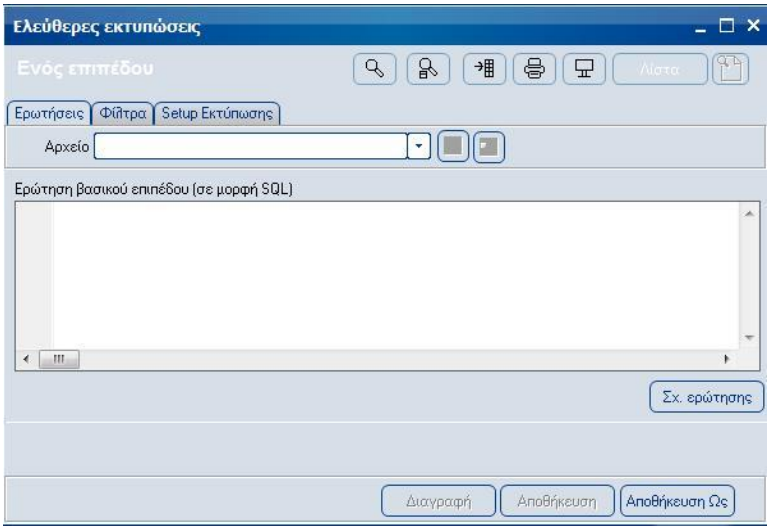 Ελεύθερες εκτυπώσεις
Ενός επιπέδου
Λίστα
Ερωτήσεις Φίλτρα Setup Εκτύπωσης
Αρχείο
Ερώτηση βασικού επιπέδου (σε μορφή SQL)
Σχ. ερώτησης
Διαγραφή Αποθήκευση Αποθήκευση Ως